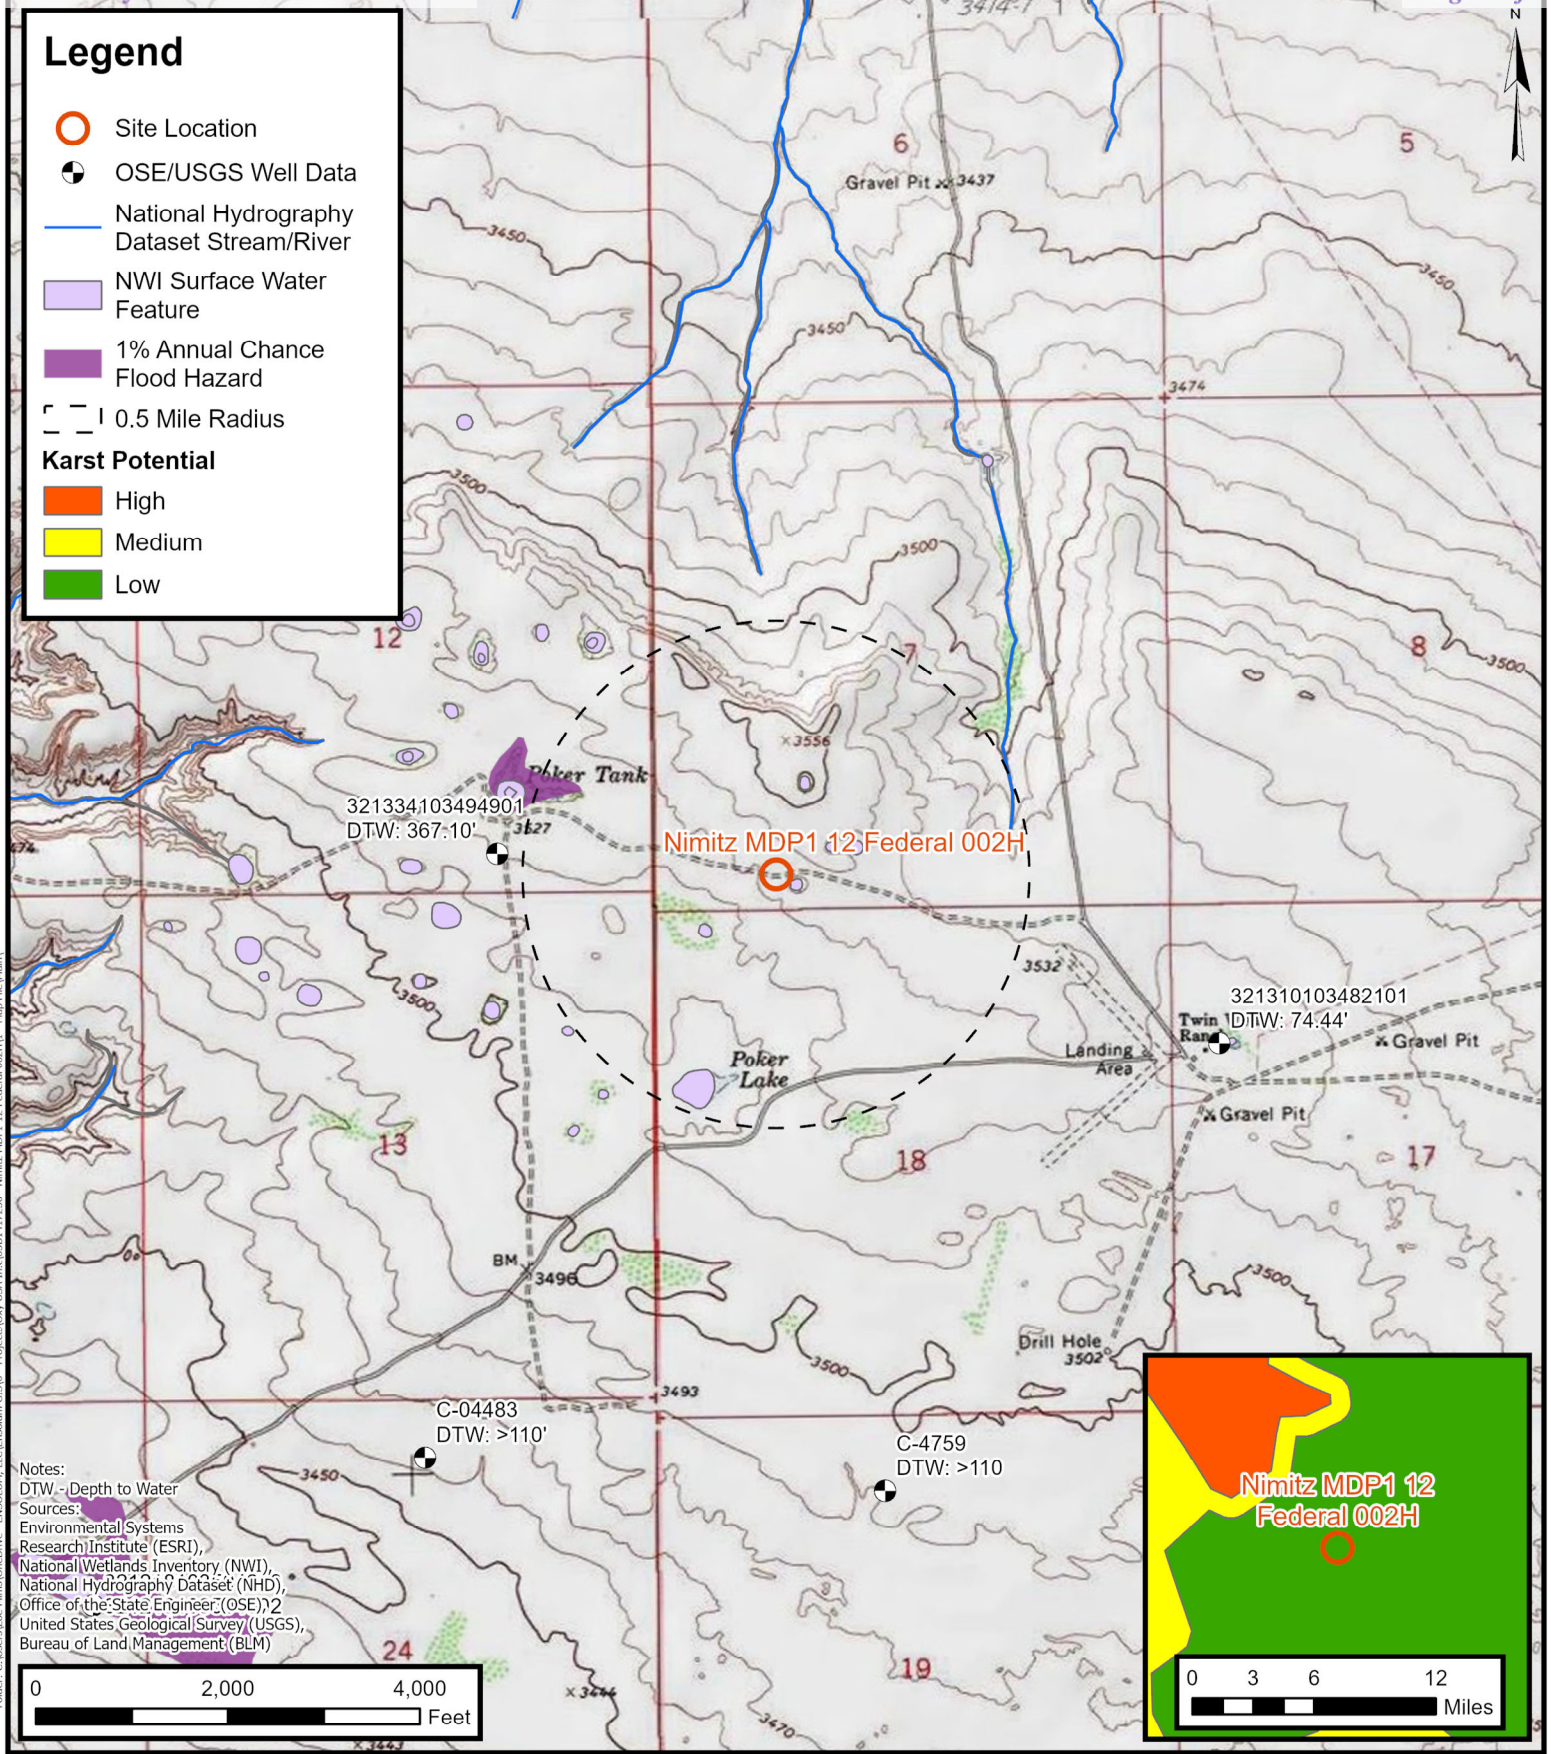 3414-T
N
Legend
Site Location
OSE/USGS Well Data
National Hydrography
Dataset Stream/River
NWI Surface Water
Feature
1% Annual Chance
Flood Hazard
0.5 Mile Radius
Karst Potential
High
Medium
Low
6
5
Gravel Pit
3437
3450
3450
3450
3474
3500
3500
12
7
8
3500
3556
Poker Tank
321334103494901
DTW: 367.10'
3527
Nimitz MDP1 12 Federal 002H
3532
3500
321310103482101
DTW: 74.44'
Twin
Landing
Area
Gravel Pit
Poker
Lake
Gravel Pit
13
18
17
BM
3496
3500
Drill Hole
3502
3500
3493
C-04483
DTW: >110'
C-4759
DTW: >110
3450
Notes:
DTW - Depth to Water
Sources:
Environmental Systems
Research Institute (ESRI),
National Wetlands Inventory (NWI),
National Hydrography Dataset (NHD),
Office of the State Engineer (OSE),
United States Geological Survey (USGS),
Bureau of Land Management (BLM)
24
19
3444
3470
3443
0 2,000 4,000
Feet
Nimitz MDP1 12
Federal 002H
0 3 6 12
Miles